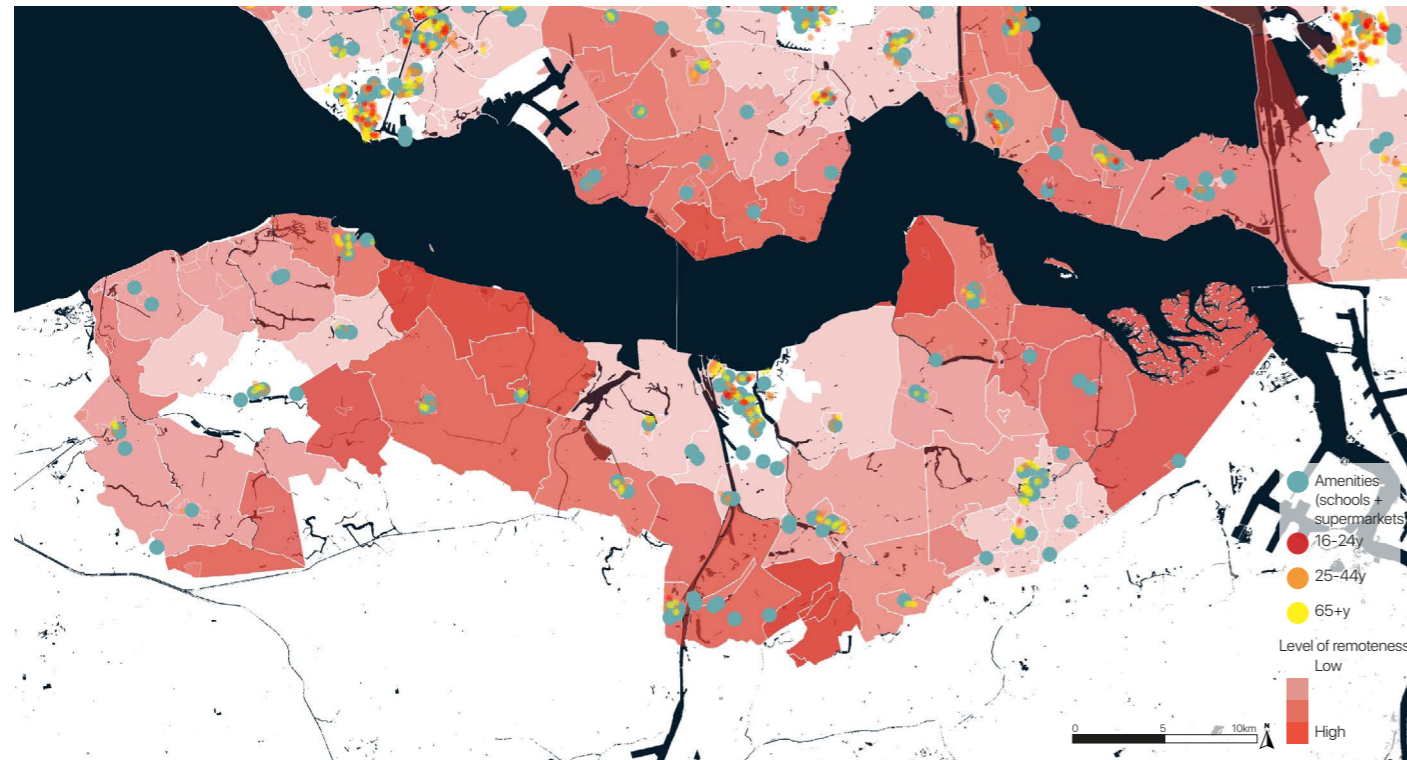 Amenities
(schools +
supermarkets
16-24y
25-44y
65+y
Level of remoteness
Low
High
0 5 10km
N